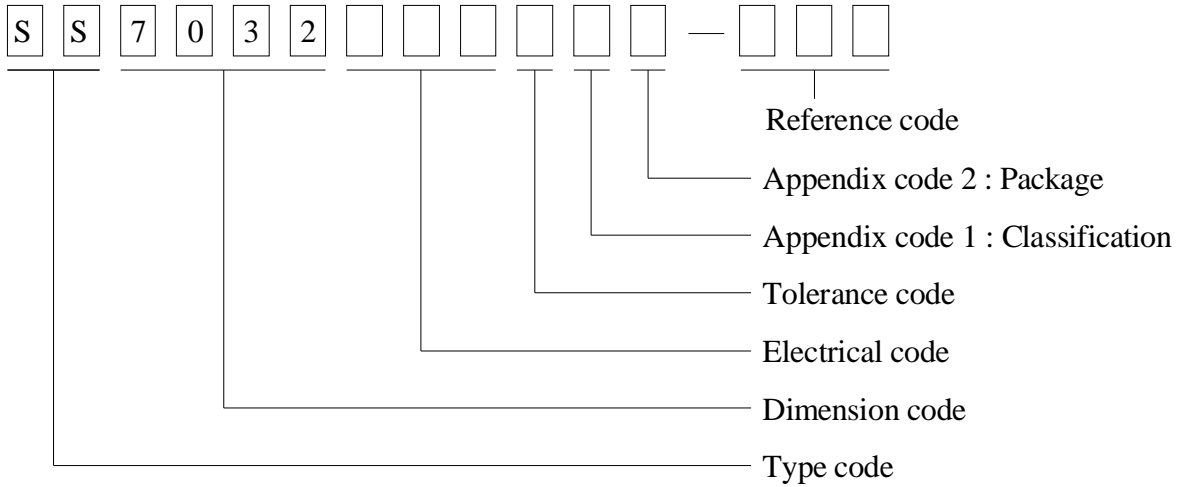 S S 7 0 3 2 —
Reference code
Appendix code 2 : Package
Appendix code 1 : Classification
Tolerance code
Electrical code
Dimension code
Type code